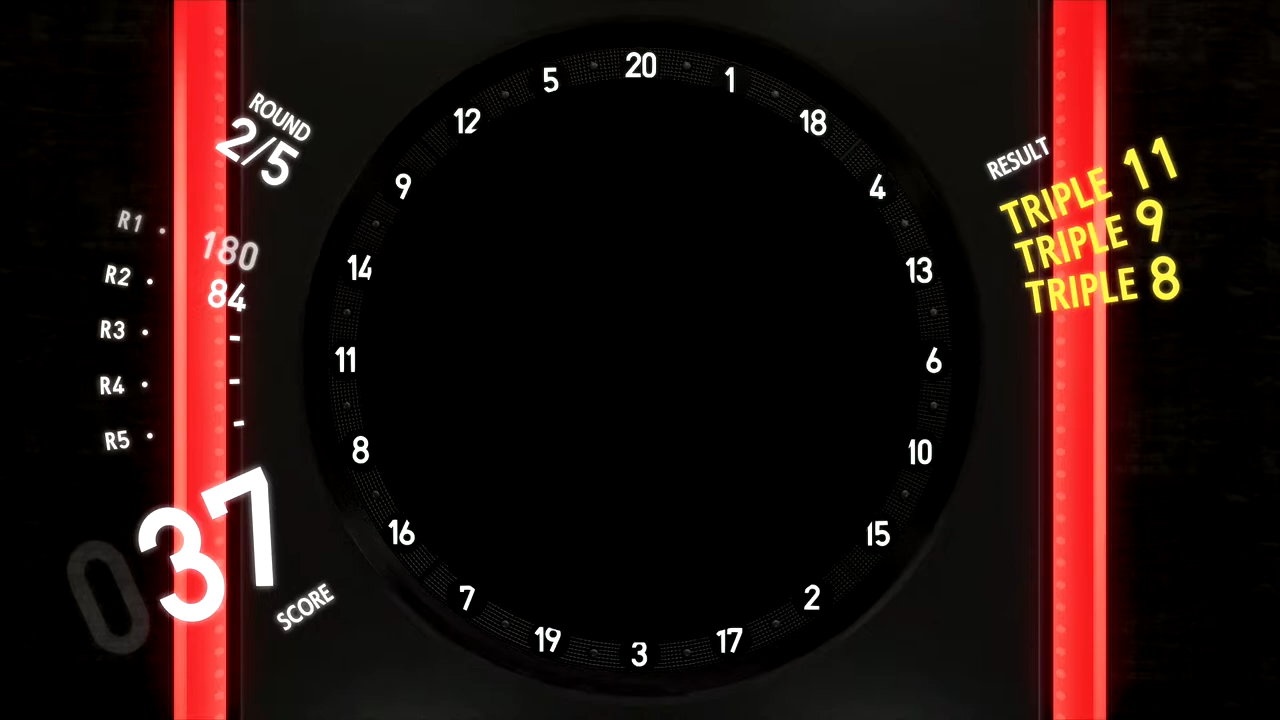 ROUND
2/5
R1 180
R2 84
R3 -
R4 -
R5 -
037
SCORE
20
1
18
4
13
6
10
15
2
17
3
19
7
16
8
11
14
9
12
5
RESULT
TRIPLE 11
TRIPLE 9
TRIPLE 8